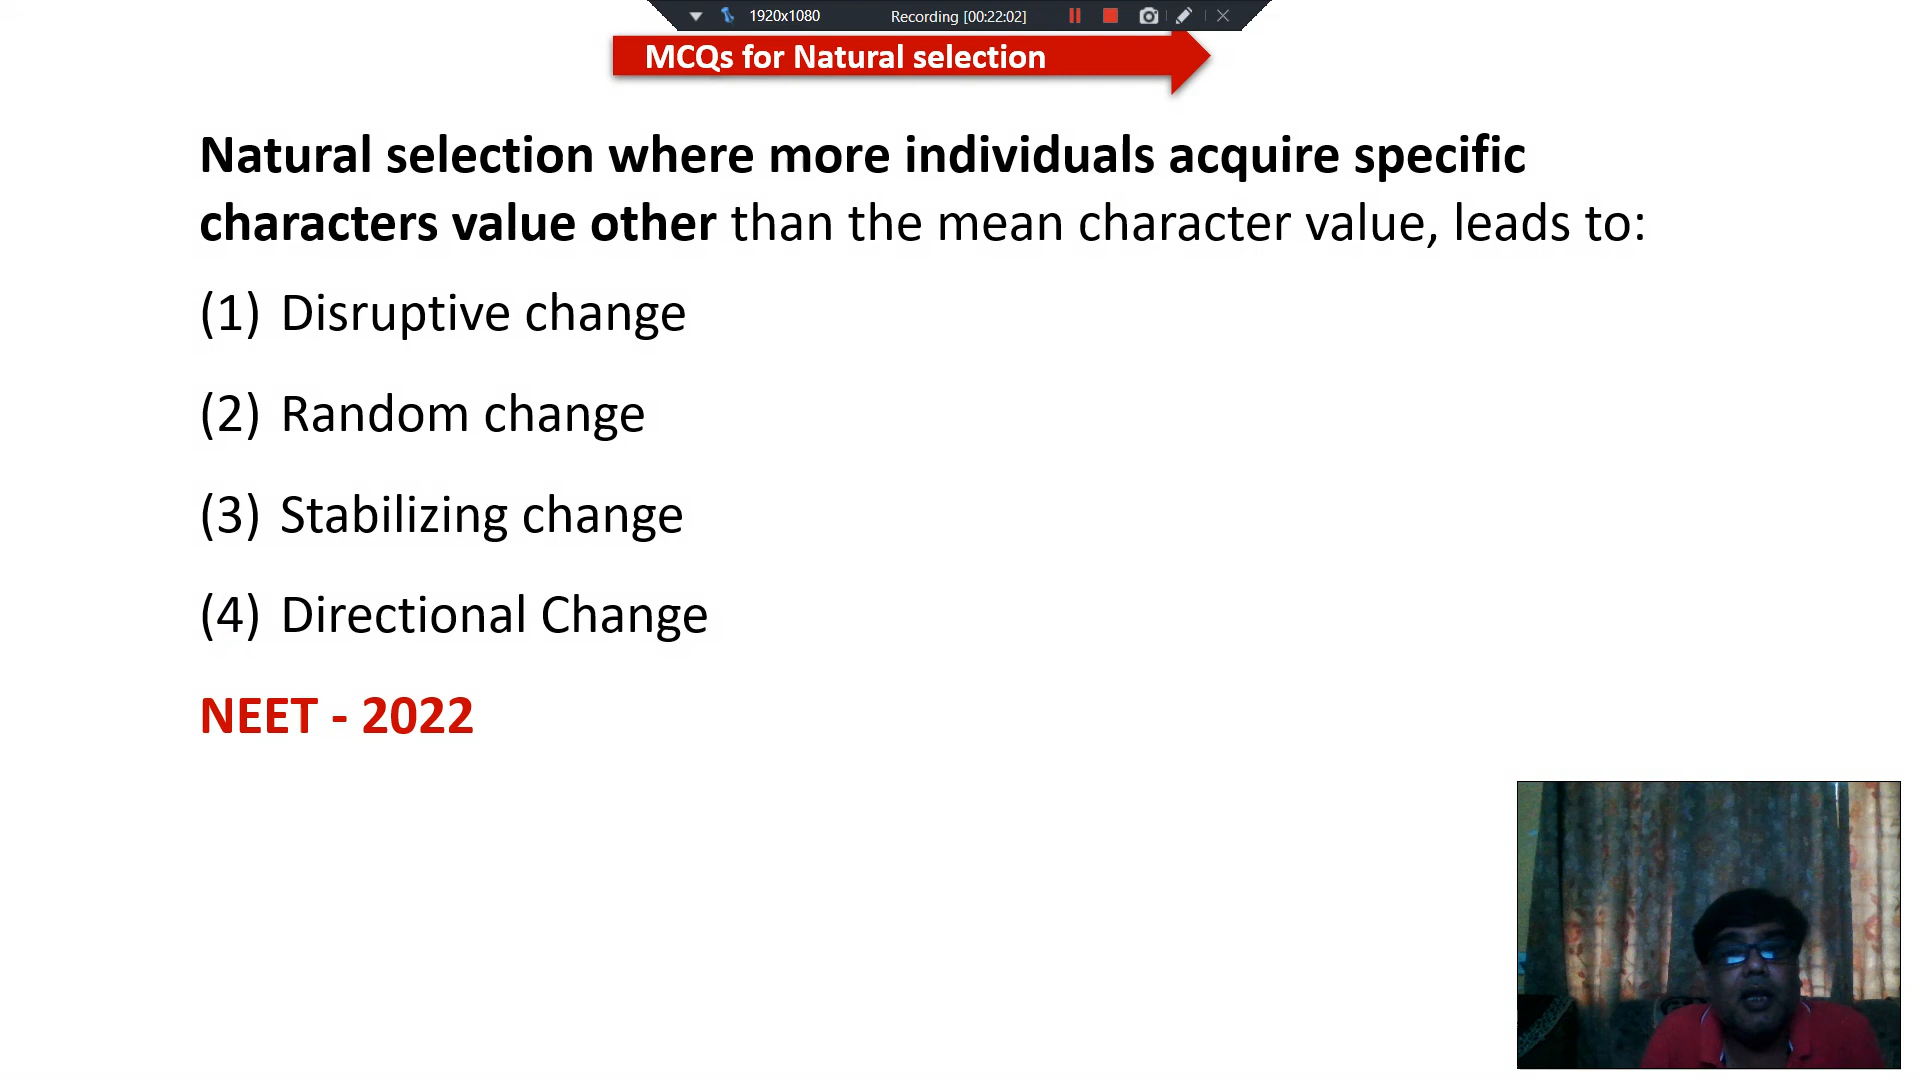 1920x1080 Recording [00:22:02]
MCQs for Natural selection
Natural selection where more individuals acquire specific
characters value other than the mean character value, leads to:
(1) Disruptive change
(2) Random change
(3) Stabilizing change
(4) Directional Change
NEET - 2022